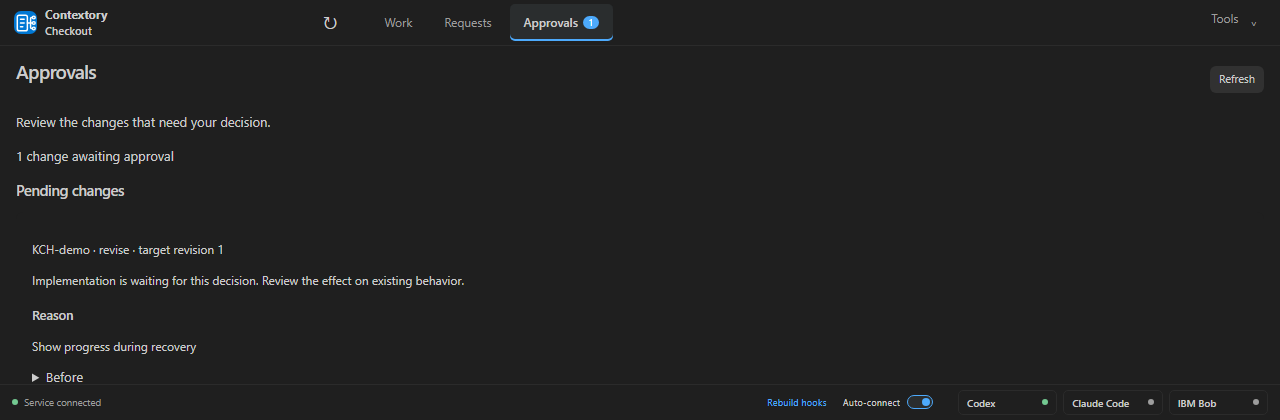 Contextory
Checkout
Work
Requests
Approvals 1
Tools
Approvals
Refresh
Review the changes that need your decision.
1 change awaiting approval
Pending changes
KCH-demo · revise · target revision 1
Implementation is waiting for this decision. Review the effect on existing behavior.
Reason
Show progress during recovery
Before
Service connected
Rebuild hooks
Auto-connect
Codex
Claude Code
IBM Bob